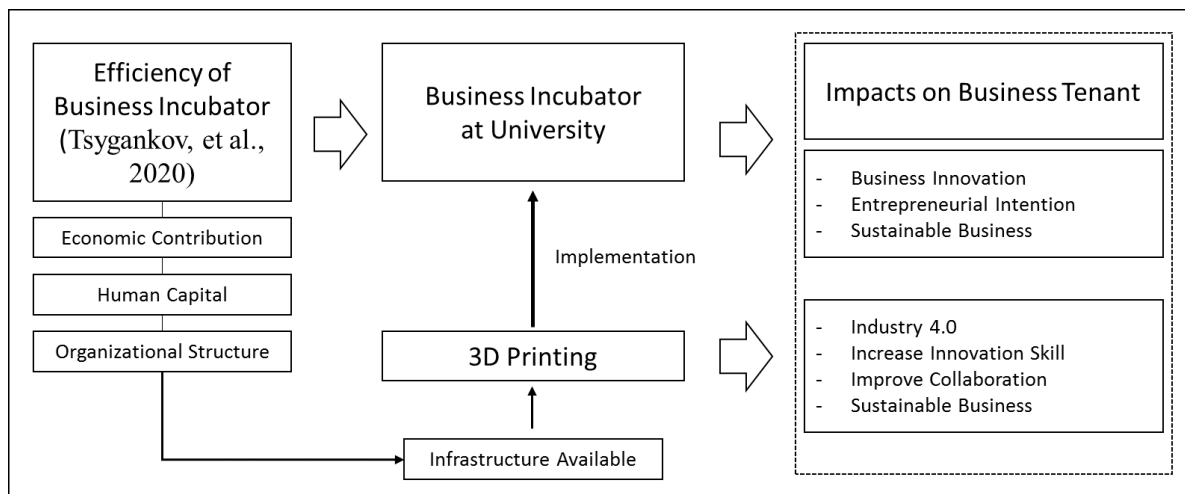 Efficiency of
Business Incubator
(Tsygankov, et al.,
2020)
Economic Contribution
Human Capital
Organizational Structure
Business Incubator
at University
Implementation
3D Printing
Infrastructure Available
Impacts on Business Tenant
- Business Innovation
- Entrepreneurial Intention
- Sustainable Business
- Industry 4.0
- Increase Innovation Skill
- Improve Collaboration
- Sustainable Business